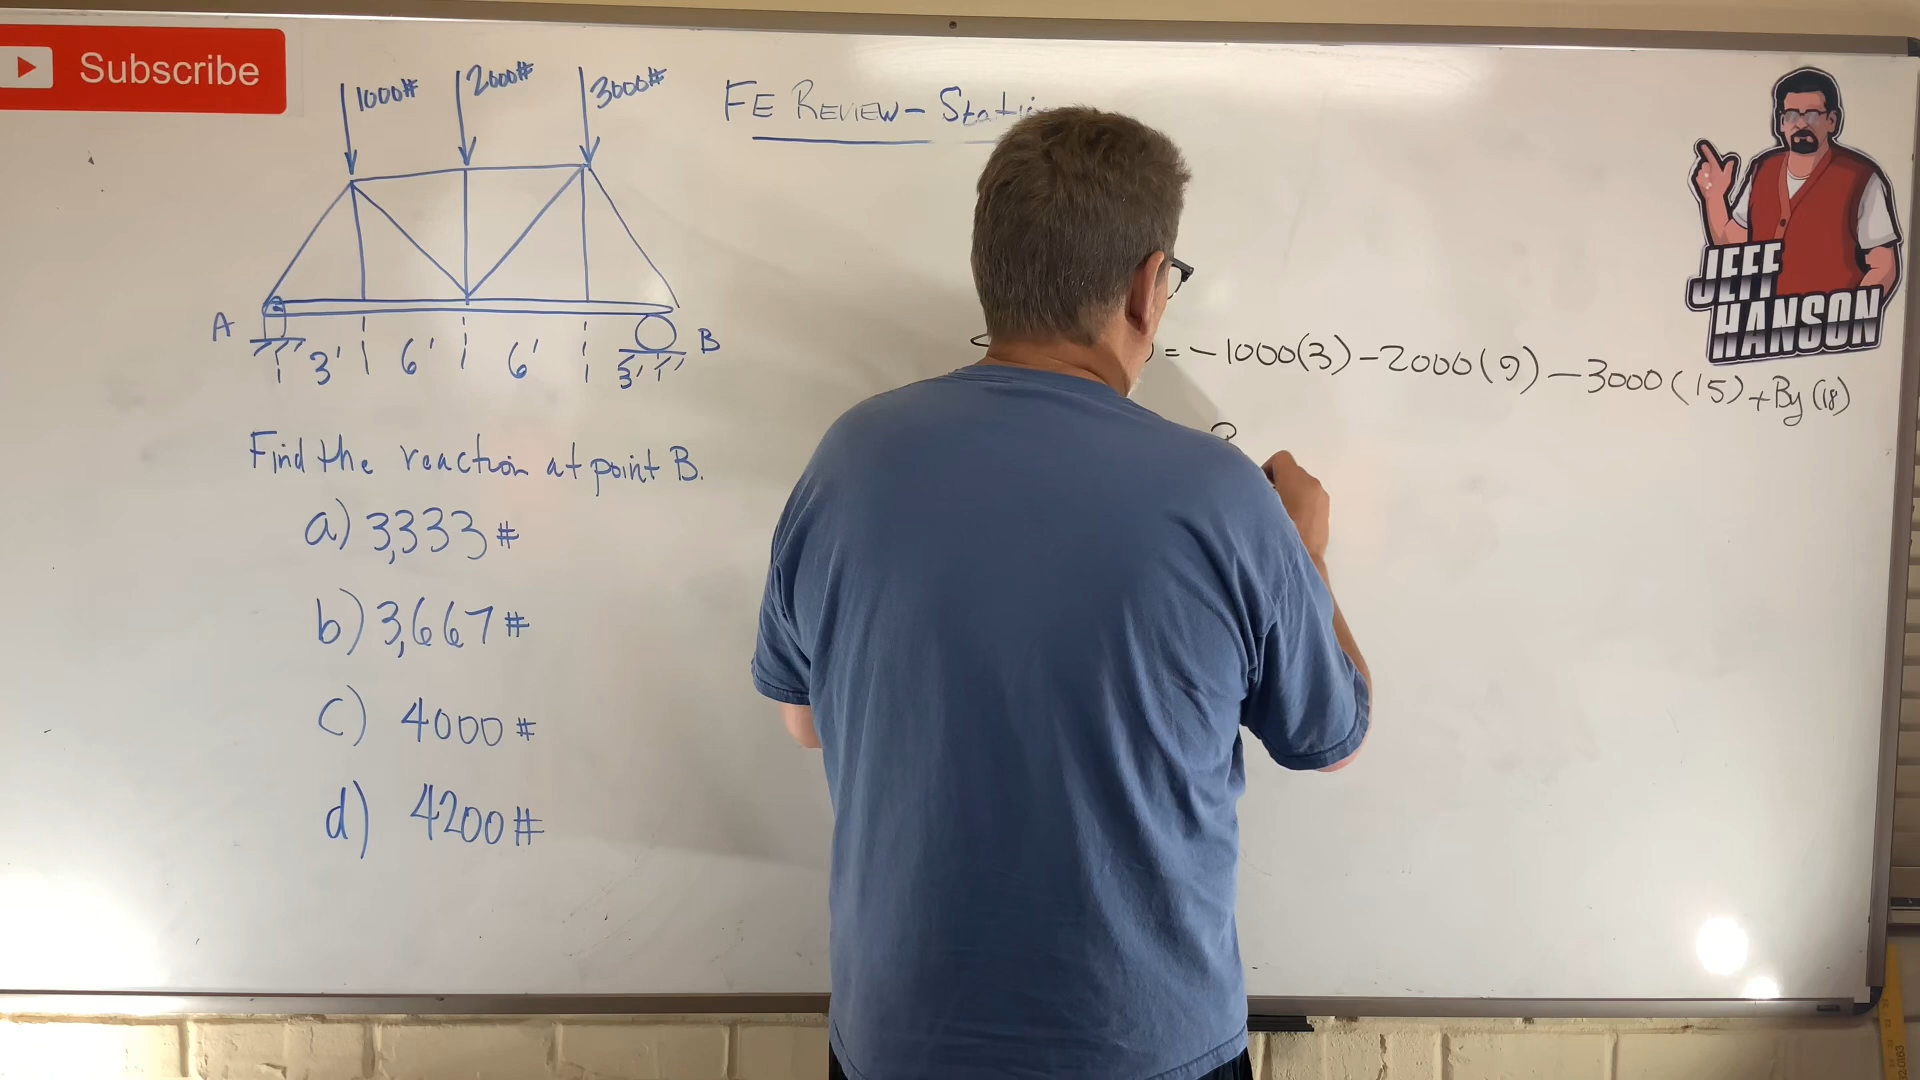 Subscribe
1000# 2000# 3000#
FE REVIEW - Stati
A 3' 6' 6' 3' B
Find the reaction at point B.
a) 3,333#
b) 3,667#
c) 4000#
d) 4200#
= -1000(3) - 2000(9) - 3000(15) + By(18)
JEFF
HANSON